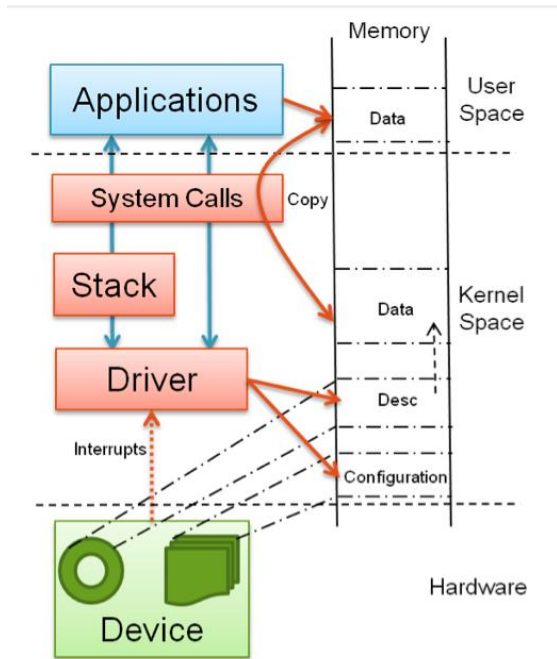 Memory
Applications
User
Space
Data
System Calls
Copy
Stack
Data
Kernel
Space
Driver
Desc
Interrupts
Configuration
Hardware
Device